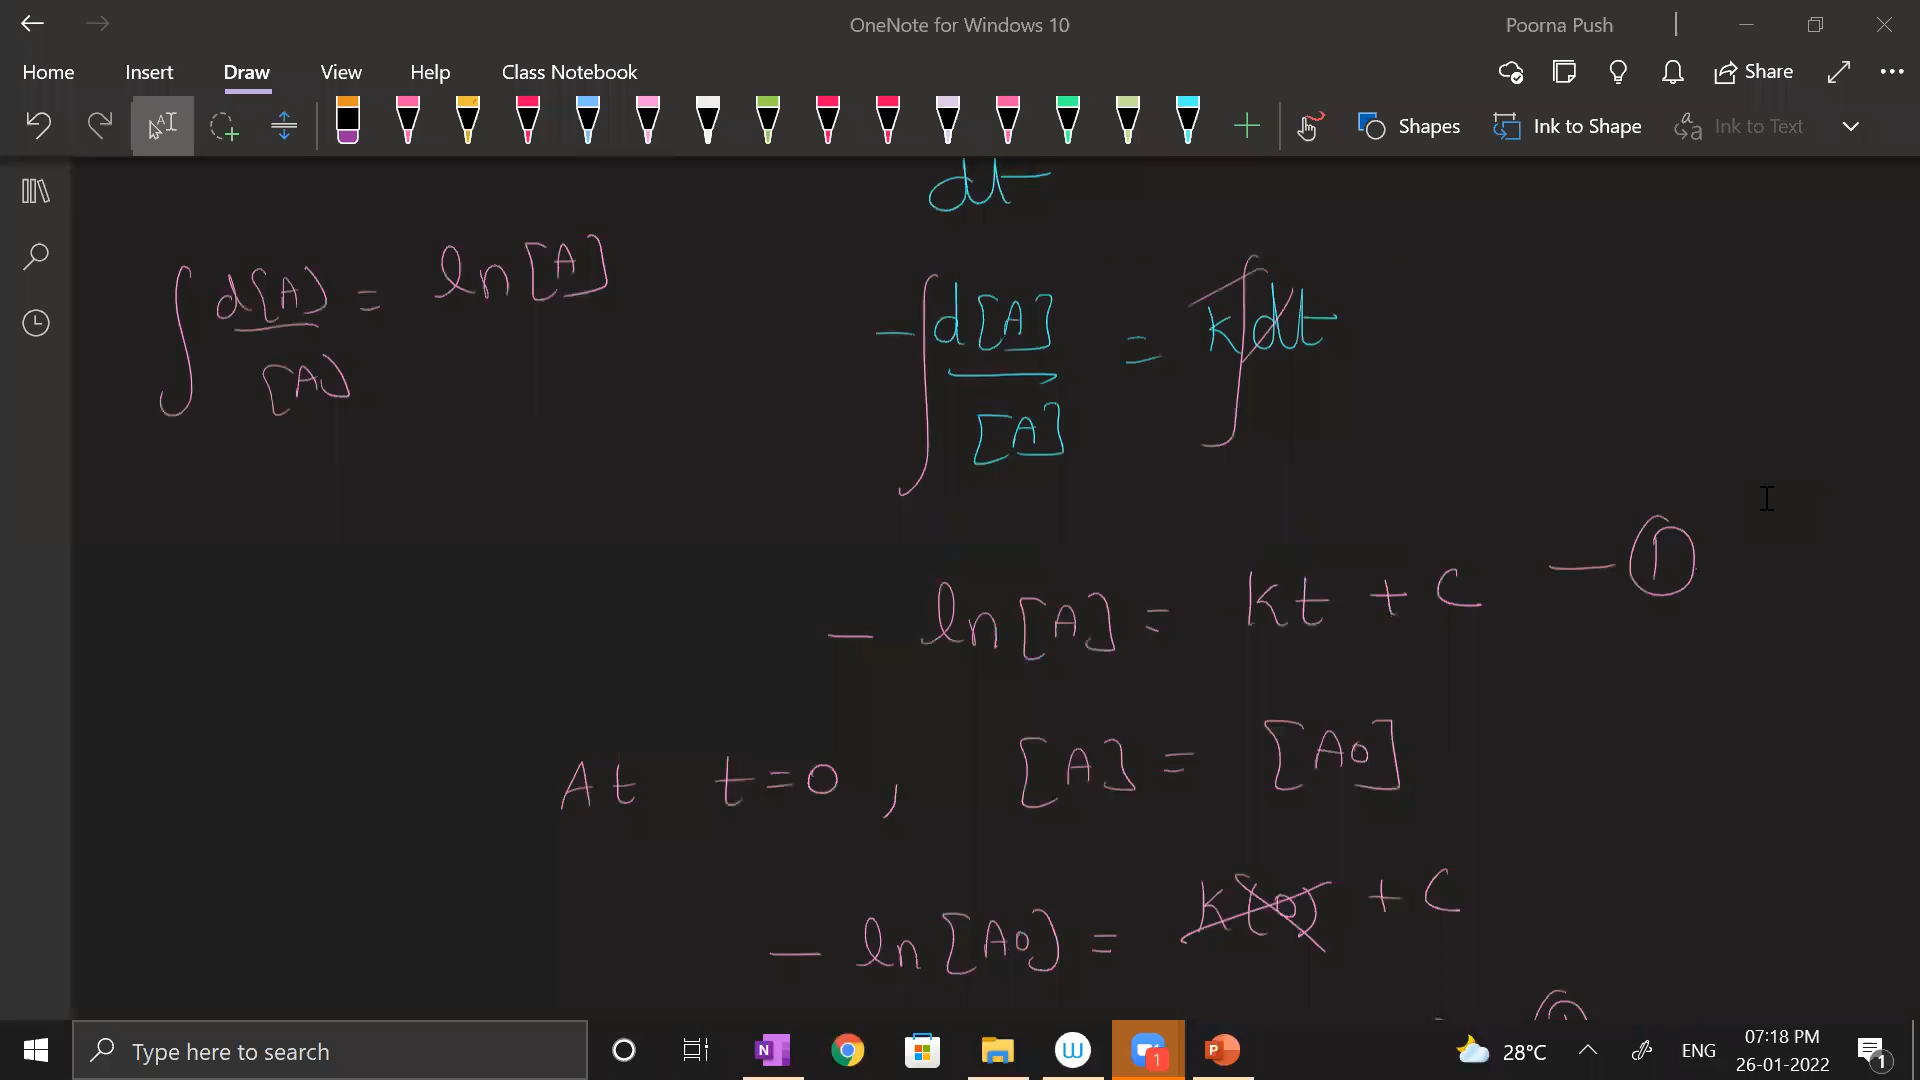 OneNote for Windows 10
Poorna Push
Home Insert Draw View Help Class Notebook
Share
Shapes Ink to Shape Ink to Text
dt
∫ d[A] / [A] = ln [A]
- ∫ d[A] / [A] = k ∫ dt
- ln [A] = kt + C — ①
At t=0 , [A] = [A0]
- ln [A0] = k(0) + C
Type here to search
28°C
ENG
07:18 PM
26-01-2022
1
1